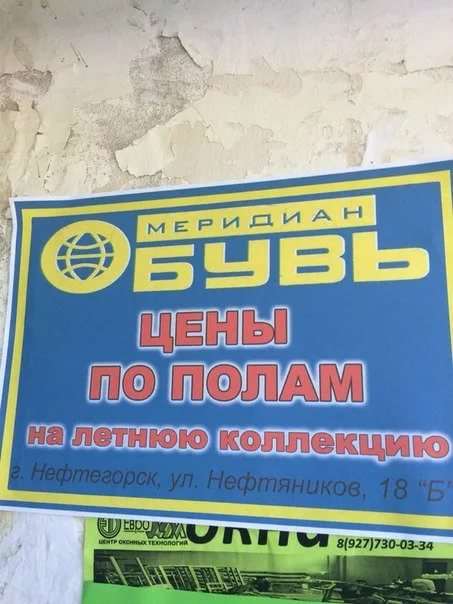 МЕРИДИАН
ОБУВЬ
ЦЕНЫ
ПО ПОЛАМ
на летнюю коллекцию
г. Нефтегорск, ул. Нефтяников, 18 "Б"
ЕВРО
ЦЕНТР ОКОННЫХ ТЕХНОЛОГИЙ
ОКНА
8(927)730-03-34